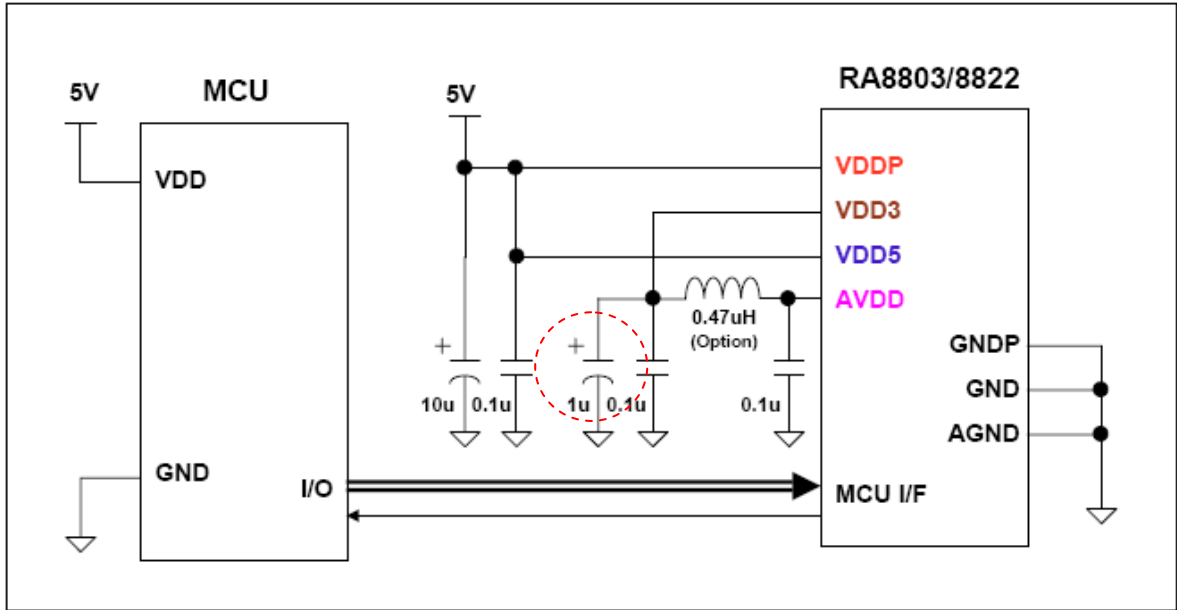 5V
MCU
VDD
GND
I/O
5V
+
10u
0.1u
+
1u
0.1u
0.47uH
(Option)
0.1u
RA8803/8822
VDDP
VDD3
VDD5
AVDD
GNDP
GND
AGND
MCU I/F